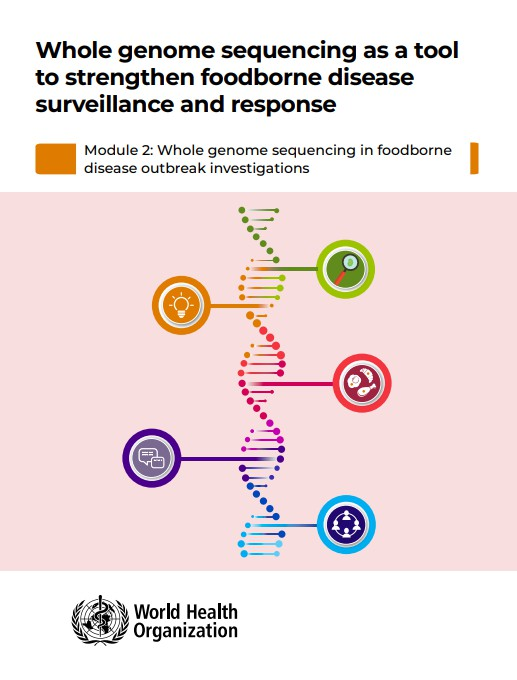 Whole genome sequencing as a tool
to strengthen foodborne disease
surveillance and response
Module 2: Whole genome sequencing in foodborne
disease outbreak investigations
World Health
Organization